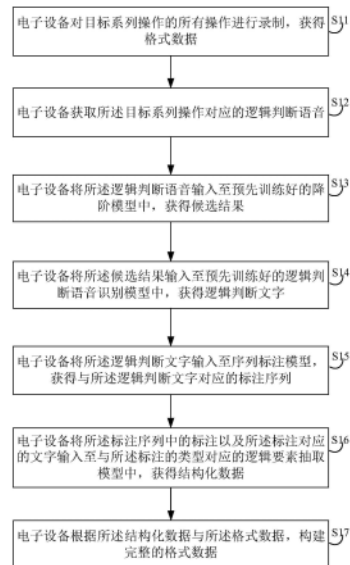 电子设备对目标系列操作的所有操作进行录制，获得
格式数据
S11
电子设备获取所述目标系列操作对应的逻辑判断语音
S12
电子设备将所述逻辑判断语音输入至预先训练好的降
阶模型中，获得候选结果
S13
电子设备将所述候选结果输入至预先训练好的逻辑判
断语音识别模型中，获得逻辑判断文字
S14
电子设备将所述逻辑判断文字输入至序列标注模型，
获得与所述逻辑判断文字对应的标注序列
S15
电子设备将所述标注序列中的标注以及所述标注对应
的文字输入至与所述标注的类型对应的逻辑要素抽取
模型中，获得结构化数据
S16
电子设备根据所述结构化数据与所述格式数据，构建
完整的格式数据
S17